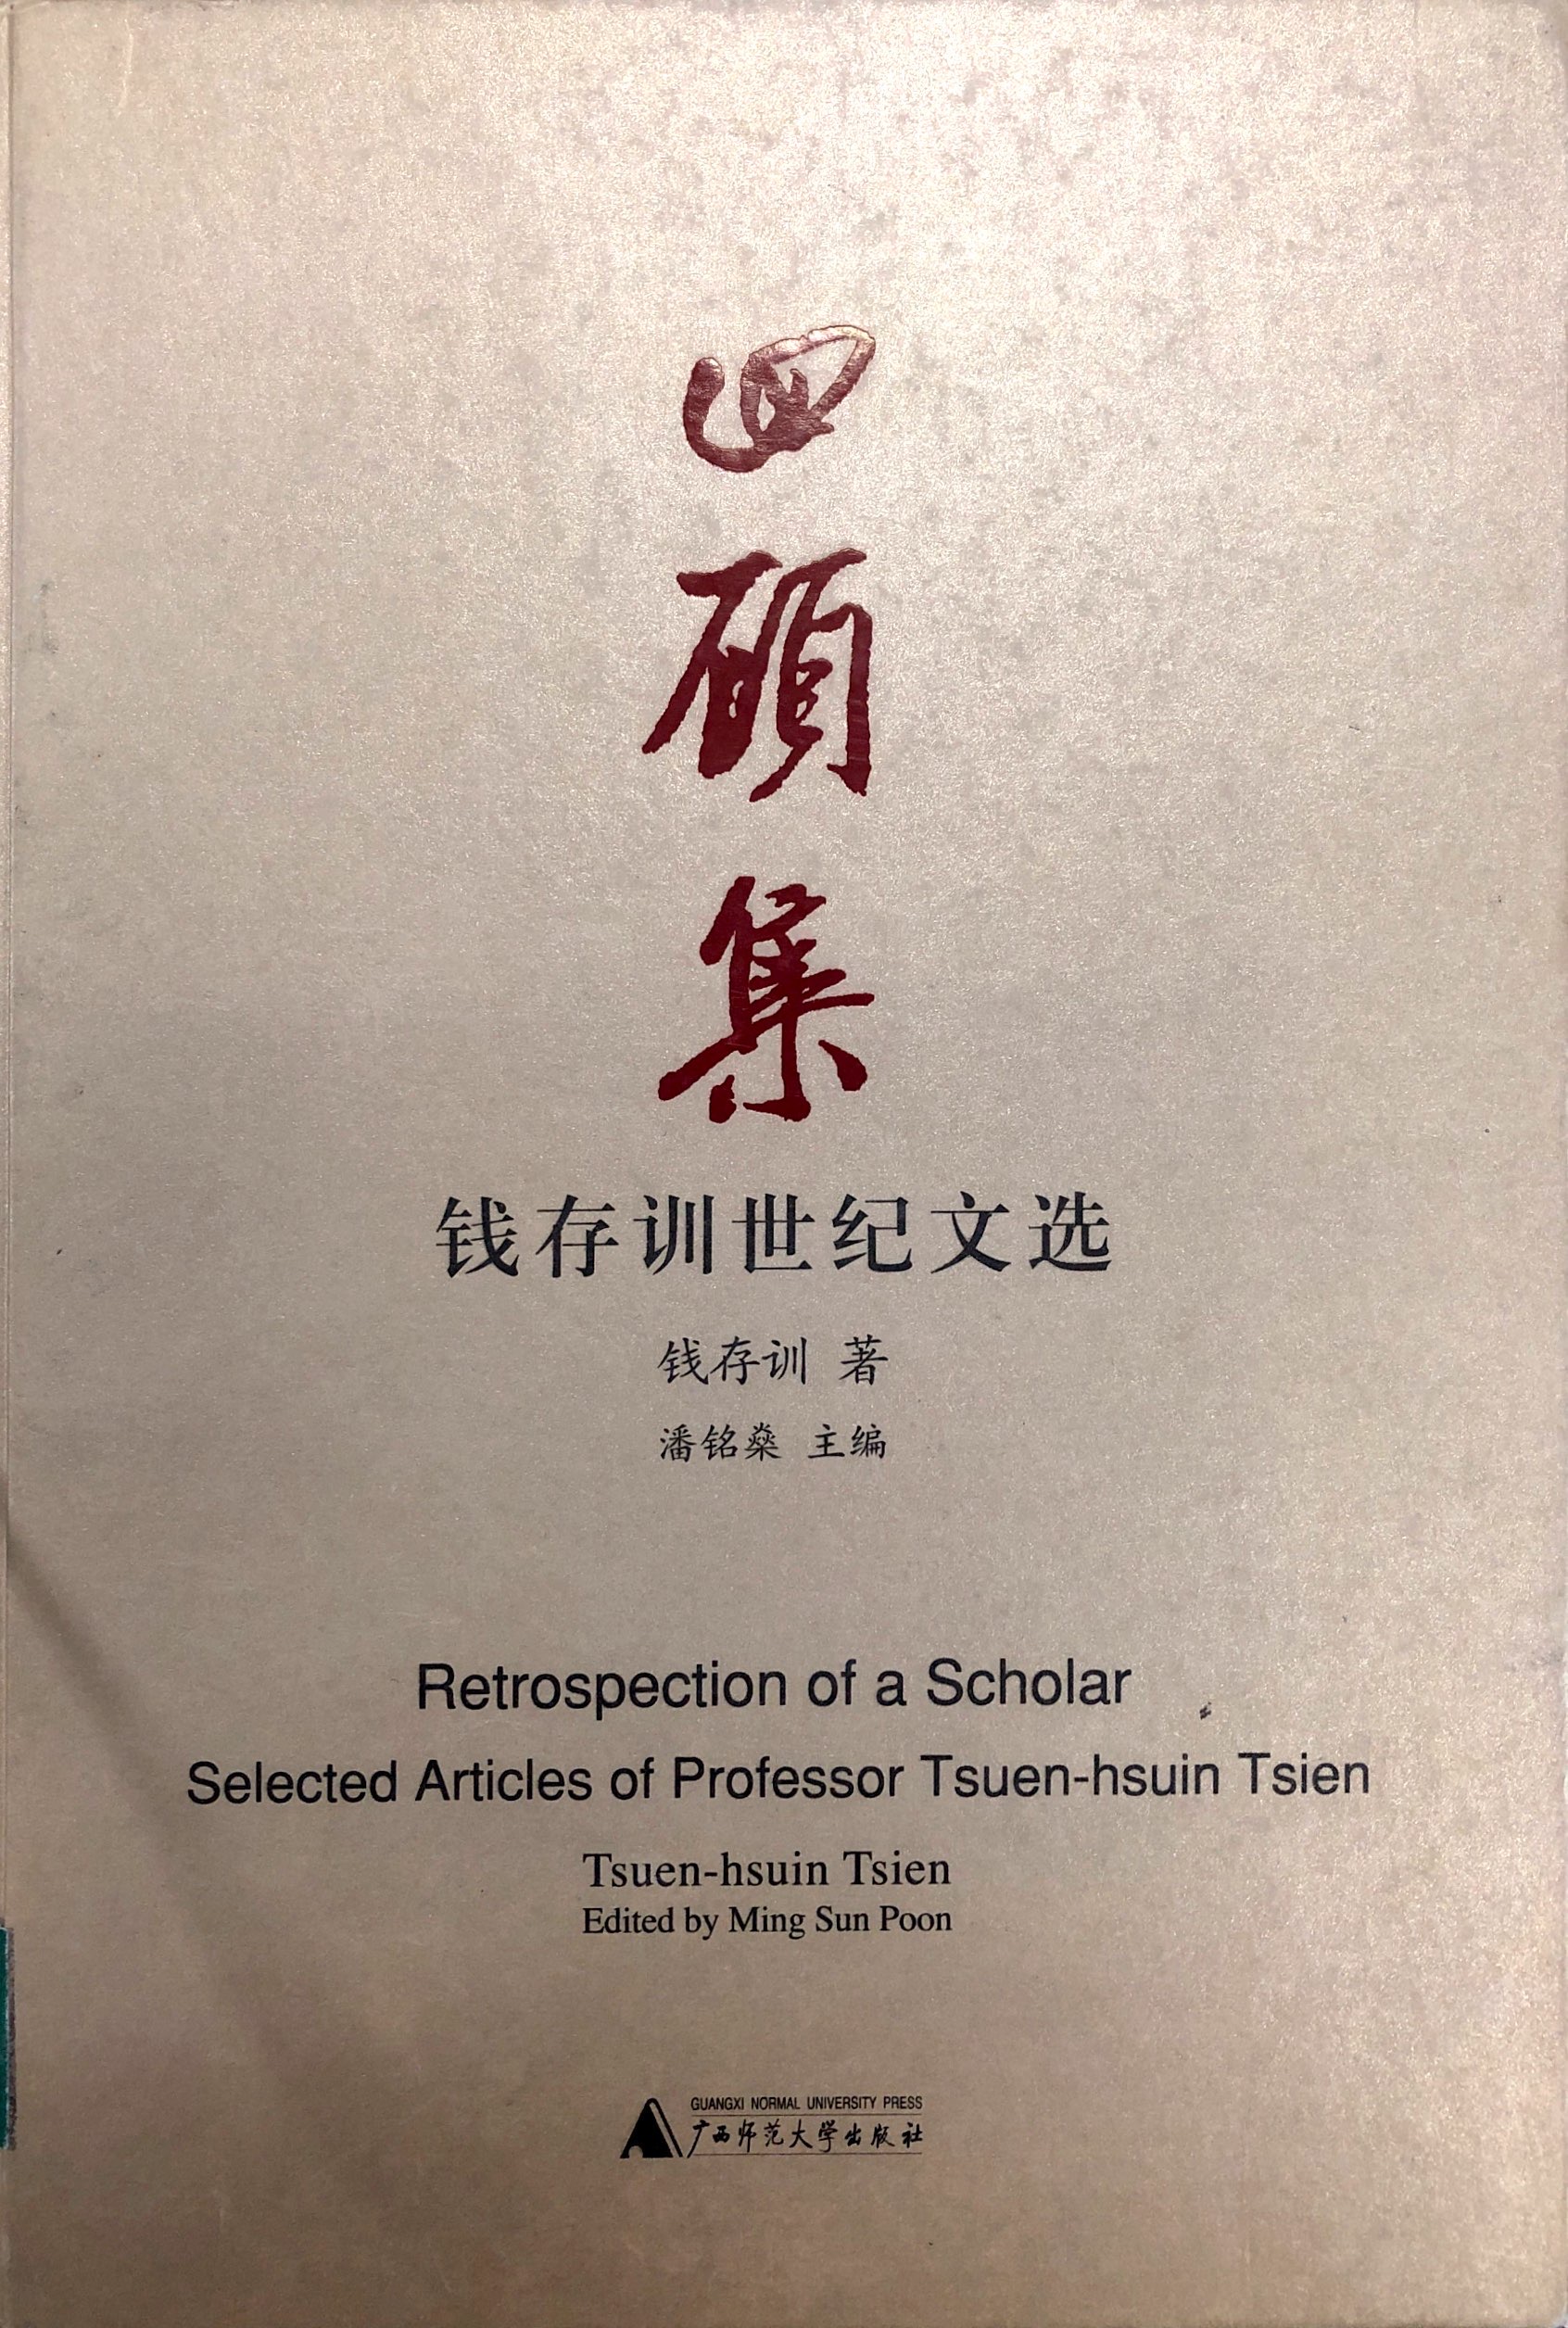 回顧集
钱存训世纪文选
钱存训 著
潘铭燊 主编
Retrospection of a Scholar
Selected Articles of Professor Tsuen-hsuin Tsien
Tsuen-hsuin Tsien
Edited by Ming Sun Poon
GUANGXI NORMAL UNIVERSITY PRESS
广西师范大学出版社